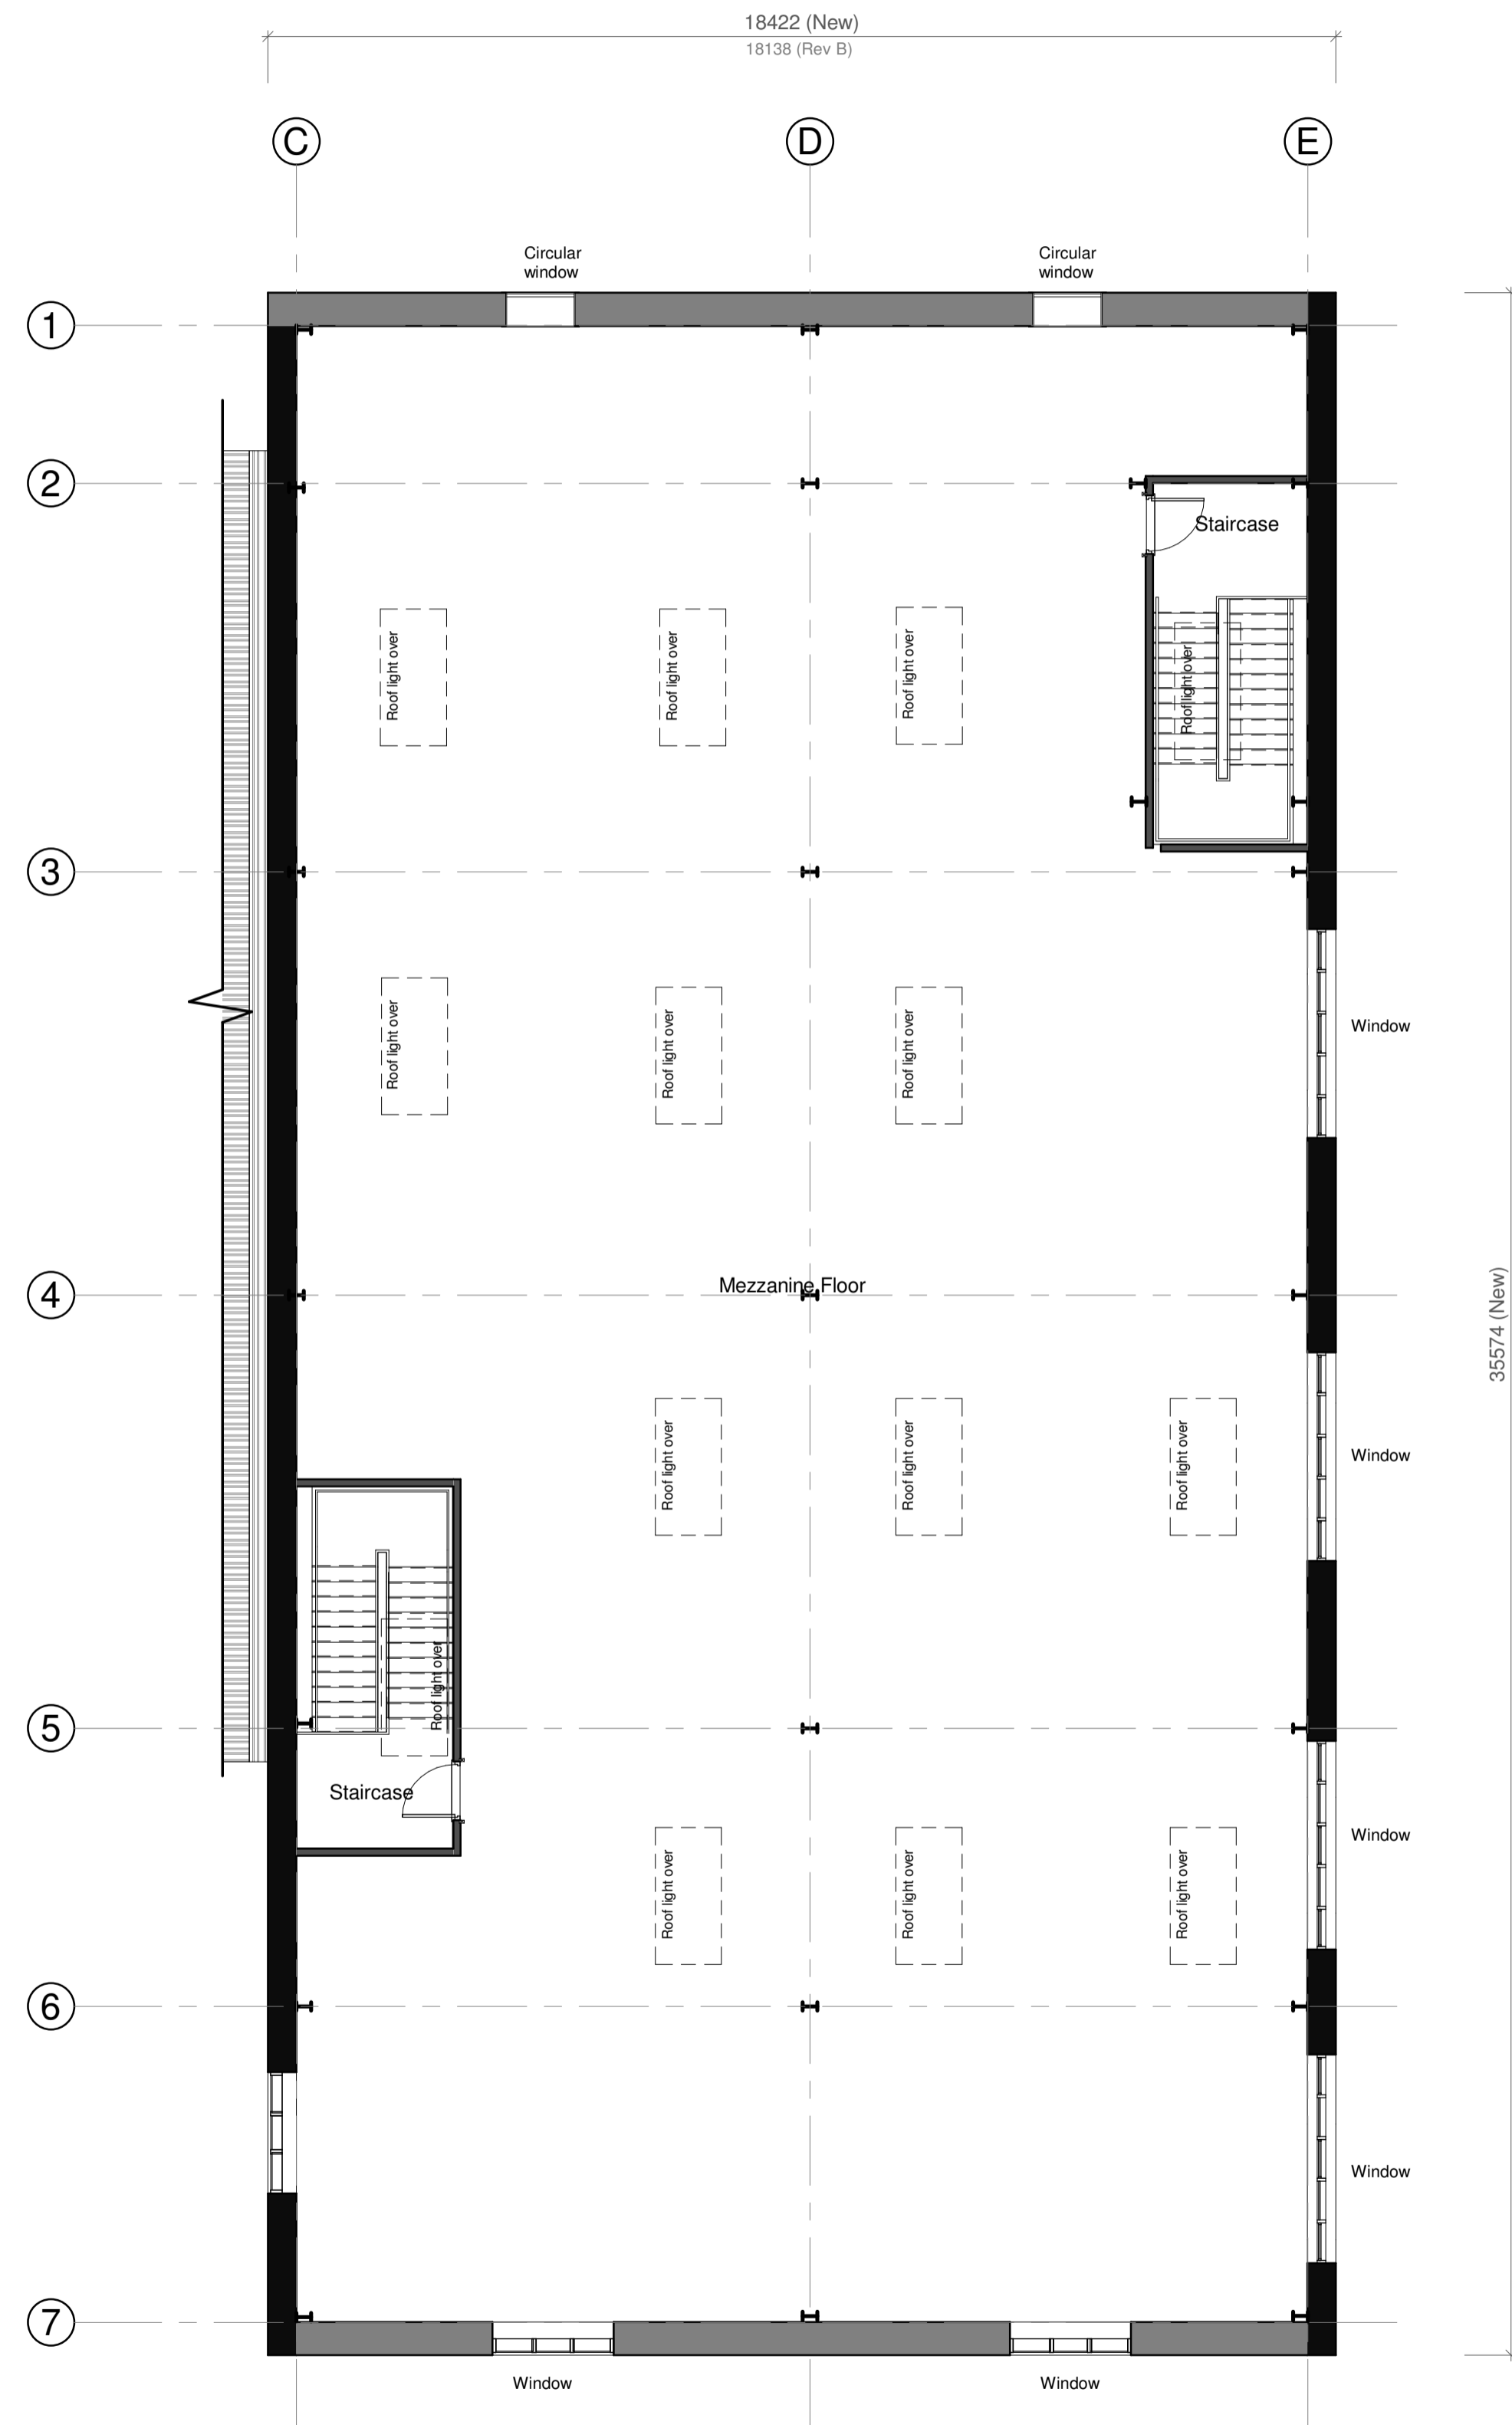 18422 (New)
18138 (Rev B)
C
D
E
Circular
window
Circular
window
1
2
Staircase
Roof light over
Roof light over
Roof light over
Roof light over
3
Roof light over
Roof light over
Roof light over
Window
Mezzanine Floor
4
35574 (New)
Roof light over
Roof light over
Roof light over
Window
Roof light over
5
Staircase
Roof light over
Roof light over
Roof light over
Window
6
Window
7
Window
Window